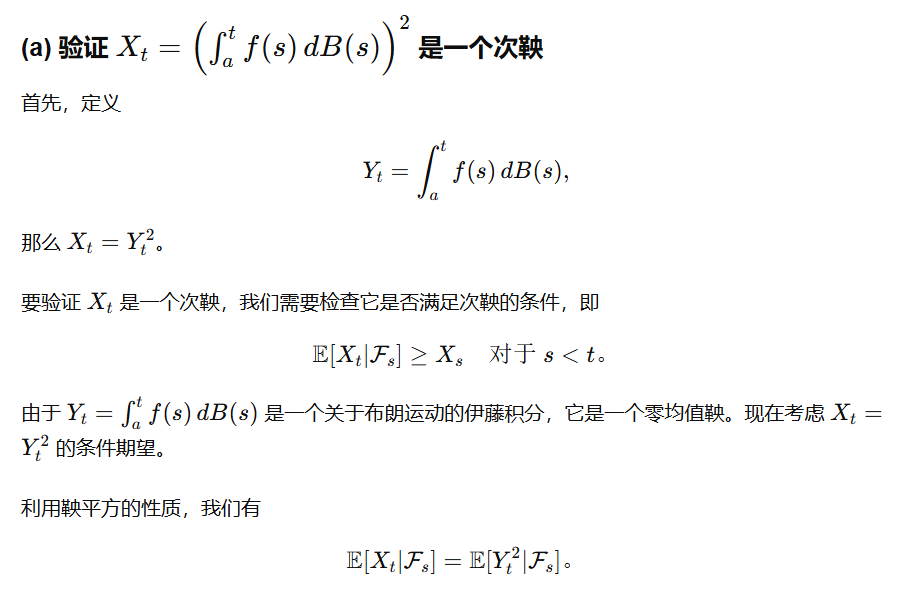 (a) 验证 $X_t = \left( \int_a^t f(s) \, dB(s) \right)^2$ 是一个次鞅
首先，定义
$Y_t = \int_a^t f(s) \, dB(s),$
那么 $X_t = Y_t^2$。
要验证 $X_t$ 是一个次鞅，我们需要检查它是否满足次鞅的条件，即
$\mathbb{E}[X_t|\mathcal{F}_s] \geq X_s \quad 对于 \ s < t。$
由于 $Y_t = \int_a^t f(s) \, dB(s)$ 是一个关于布朗运动的伊藤积分，它是一个零均值鞅。现在考虑 $X_t =$
$Y_t^2$ 的条件期望。
利用鞅平方的性质，我们有
$\mathbb{E}[X_t|\mathcal{F}_s] = \mathbb{E}[Y_t^2|\mathcal{F}_s]。$